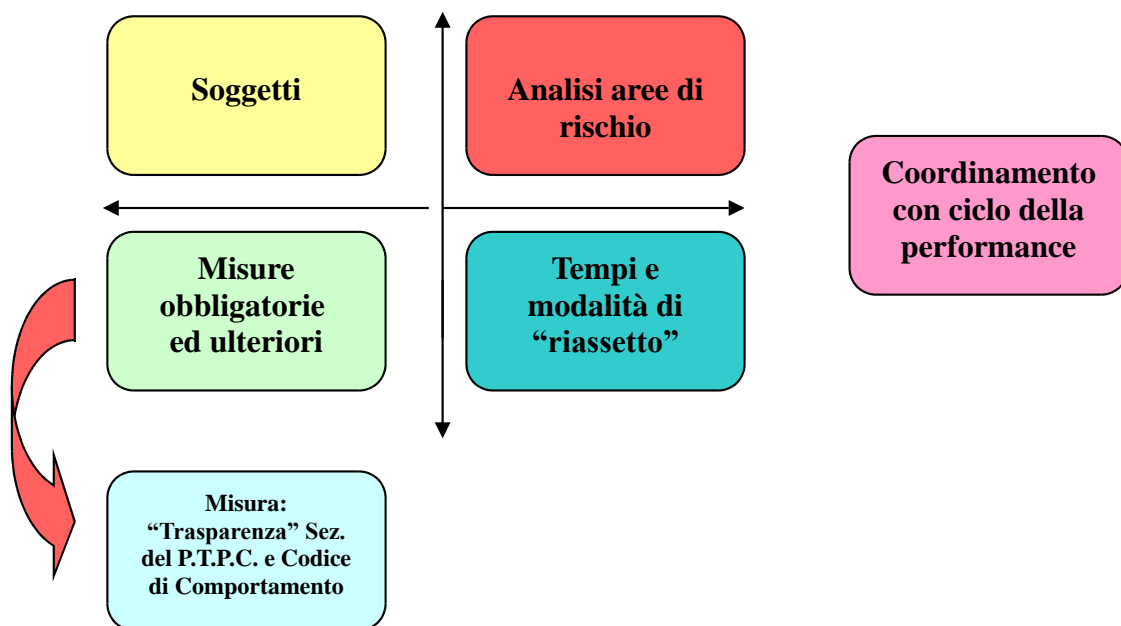 Soggetti
Analisi aree di
rischio
Coordinamento
con ciclo della
performance
Misure
obbligatorie
ed ulteriori
Tempi e
modalità di
“riassetto”
Misura:
“Trasparenza” Sez.
del P.T.P.C. e Codice
di Comportamento